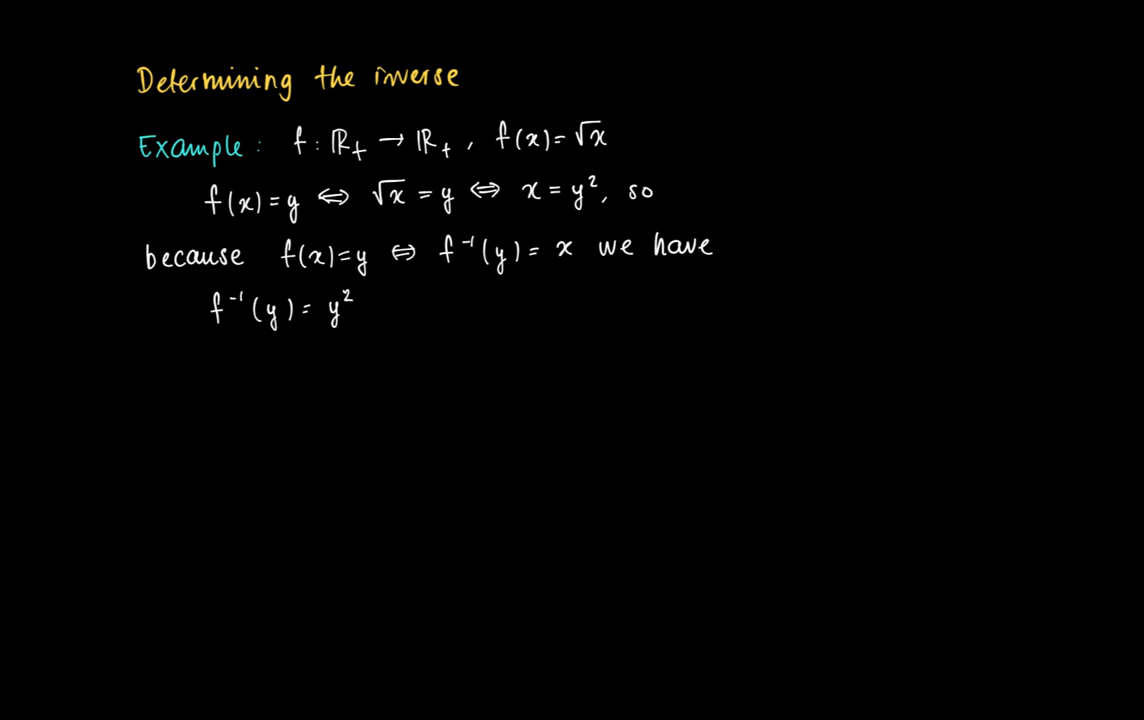 Determining the inverse
Example: f : ℝ₊ → ℝ₊, f(x) = √x
f(x) = y ⇔ √x = y ⇔ x = y², so
because f(x) = y ⇔ f⁻¹(y) = x we have
f⁻¹(y) = y²